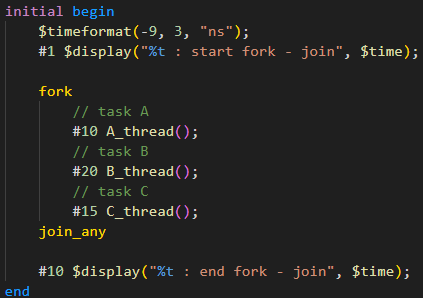 initial begin
    $timeformat(-9, 3, "ns");
    #1 $display("%t : start fork - join", $time);

    fork
        // task A
        #10 A_thread();
        // task B
        #20 B_thread();
        // task C
        #15 C_thread();
    join_any

    #10 $display("%t : end fork - join", $time);
end